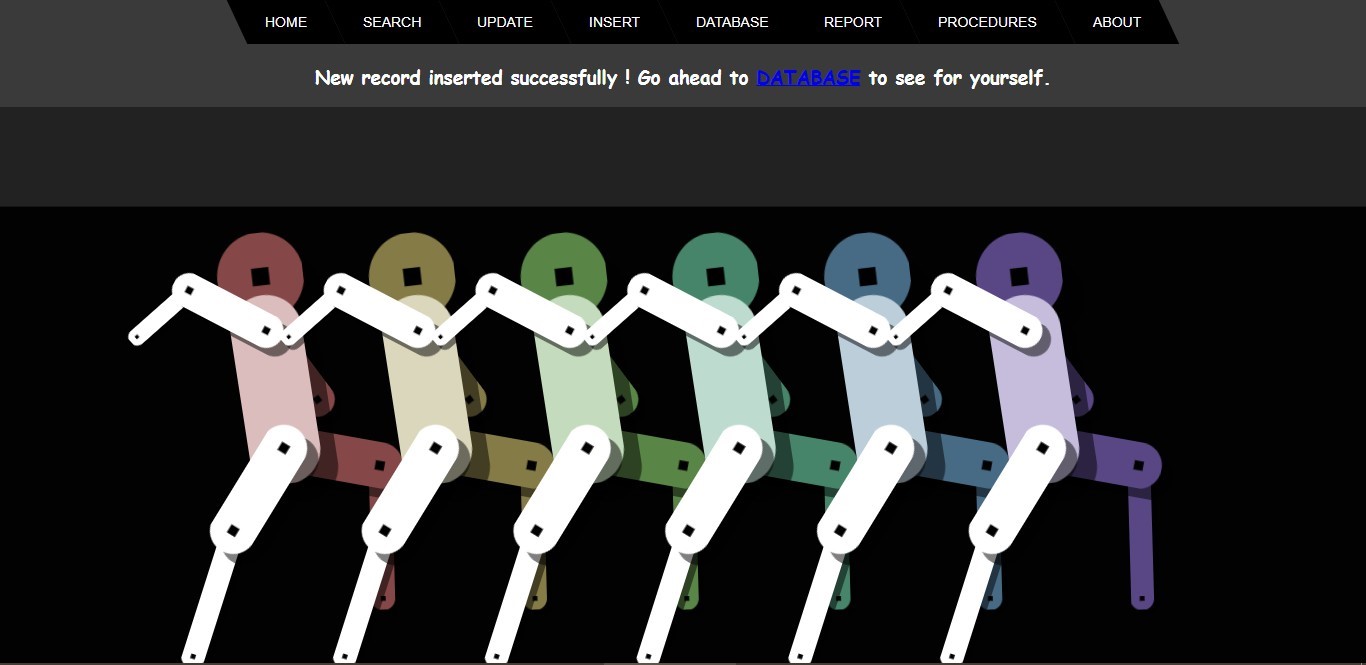 HOME SEARCH UPDATE INSERT DATABASE REPORT PROCEDURES ABOUT
New record inserted successfully ! Go ahead to DATABASE to see for yourself.